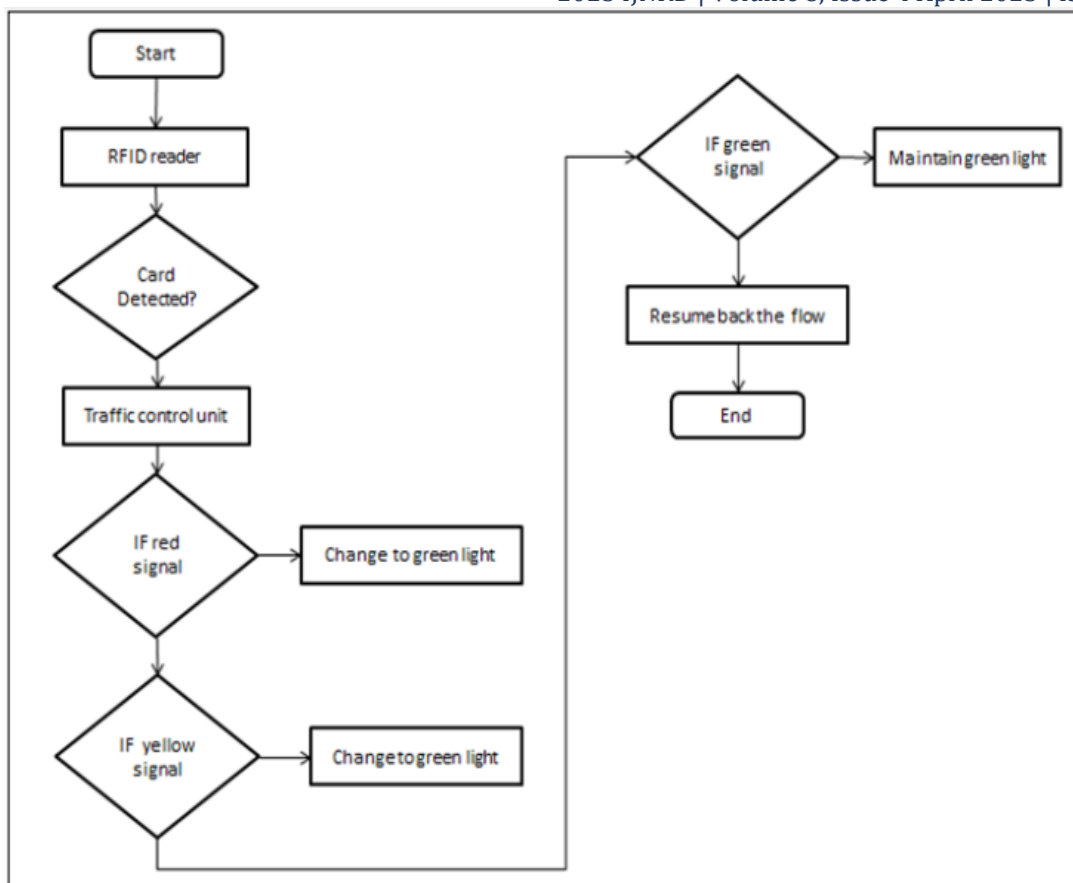 Start
RFID reader
Card
Detected?
Traffic control unit
IF red
signal
Change to green light
IF yellow
signal
Change to green light
IF green
signal
Maintain green light
Resume back the flow
End